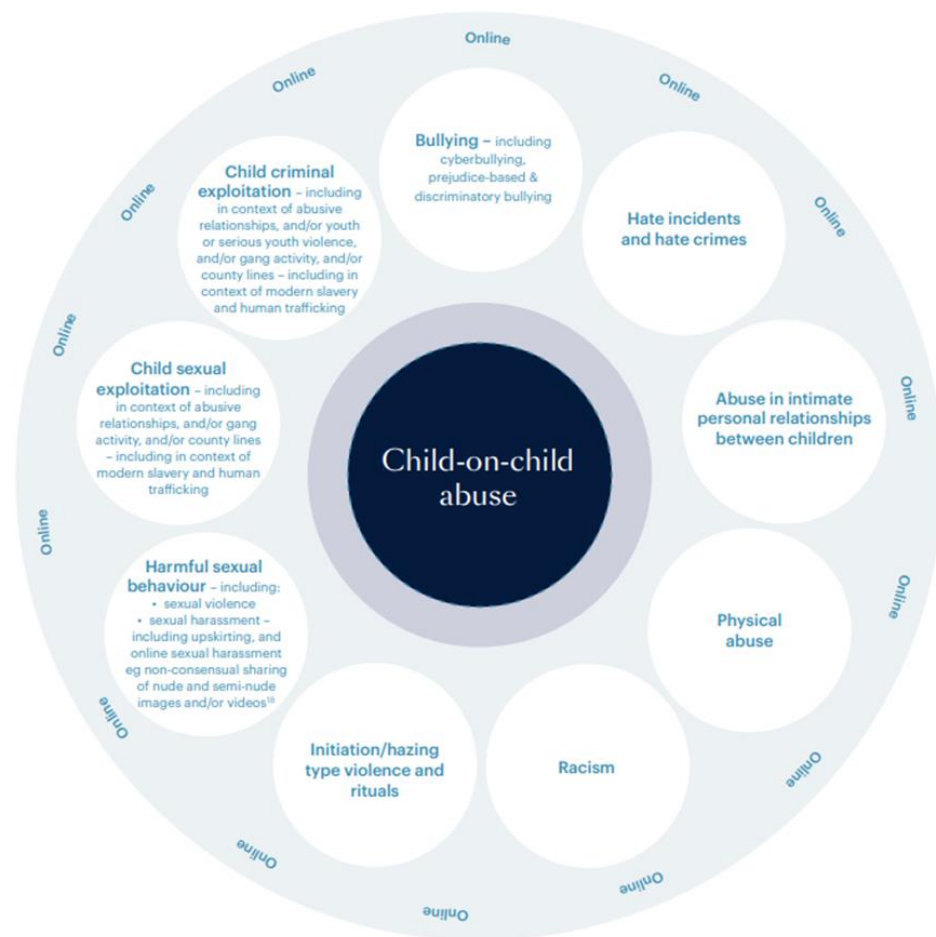 Child-on-child
abuse
Bullying – including
cyberbullying,
prejudice-based &
discriminatory bullying
Hate incidents
and hate crimes
Abuse in intimate
personal relationships
between children
Physical
abuse
Racism
Initiation/hazing
type violence and
rituals
Harmful sexual
behaviour – including:
• sexual violence
• sexual harassment –
including upskirting, and
online sexual harassment
eg non-consensual sharing
of nude and semi-nude
images and/or videos¹⁸
Child sexual
exploitation – including
in context of abusive
relationships, and/or gang
activity, and/or county lines
– including in context of
modern slavery and human
trafficking
Child criminal
exploitation – including
in context of abusive
relationships, and/or youth
or serious youth violence,
and/or gang activity, and/or
county lines – including in
context of modern slavery
and human trafficking
Online
Online
Online
Online
Online
Online
Online
Online
Online
Online
Online
Online
Online
Online